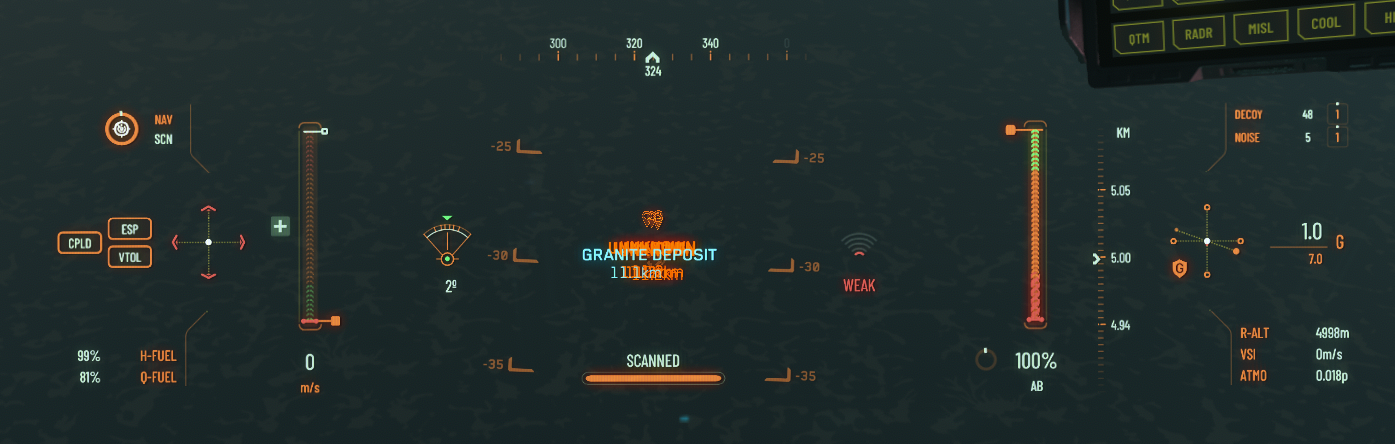 QTM RADR MISL COOL
300 320 340 0
324
NAV
SCN
DECOY 48 1
NOISE 5 1
KM
-25 -25
5.05
ESP
CPLD
VTOL
1.0 G
7.0
GRANITE DEPOSIT
-30 -30
5.00
2º
WEAK
4.94
99% H-FUEL
81% Q-FUEL
0
m/s
SCANNED
-35 -35
100%
AB
R-ALT 4998m
VSI 0m/s
ATMO 0.018p